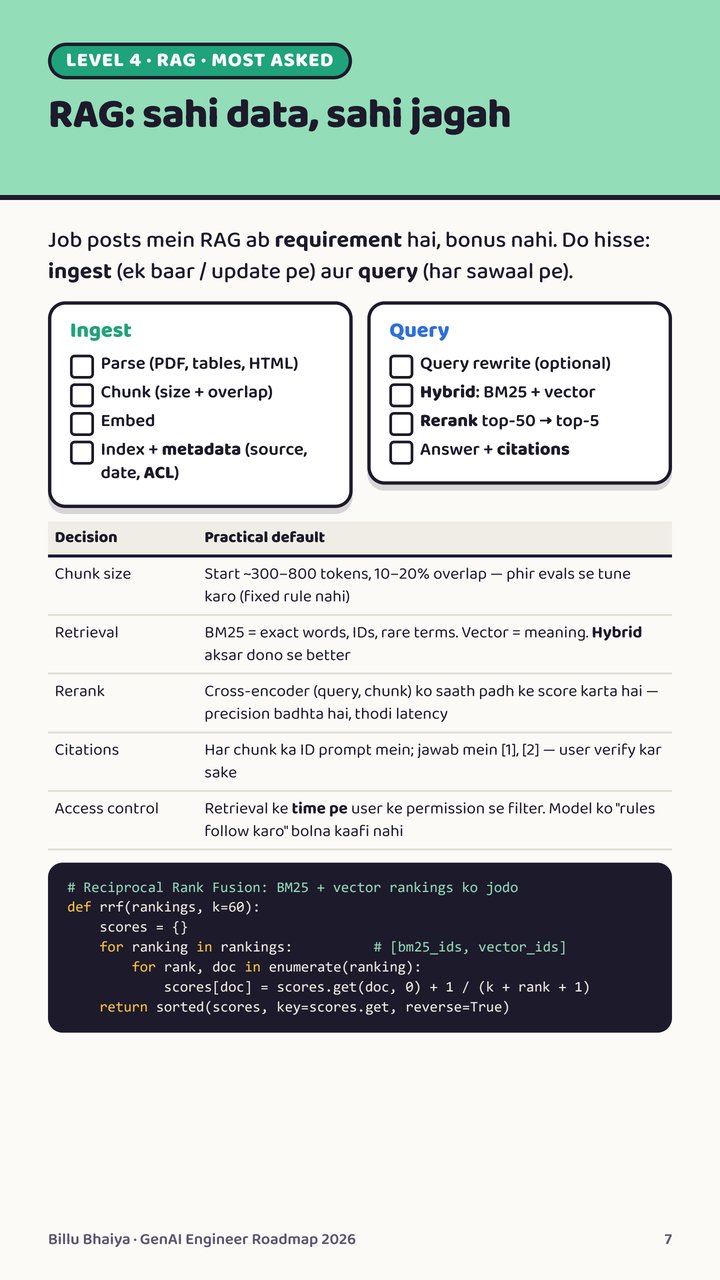 LEVEL 4 · RAG · MOST ASKED
RAG: sahi data, sahi jagah
Job posts mein RAG ab requirement hai, bonus nahi. Do hisse:
ingest (ek baar / update pe) aur query (har sawaal pe).
Ingest
Parse (PDF, tables, HTML)
Chunk (size + overlap)
Embed
Index + metadata (source,
date, ACL)
Query
Query rewrite (optional)
Hybrid: BM25 + vector
Rerank top-50 → top-5
Answer + citations
Decision Practical default
Chunk size Start ~300–800 tokens, 10–20% overlap — phir evals se tune
karo (fixed rule nahi)
Retrieval BM25 = exact words, IDs, rare terms. Vector = meaning. Hybrid
aksar dono se better
Rerank Cross-encoder (query, chunk) ko saath padh ke score karta hai —
precision badhta hai, thodi latency
Citations Har chunk ka ID prompt mein; jawab mein [1], [2] — user verify kar
sake
Access control Retrieval ke time pe user ke permission se filter. Model ko "rules
follow karo" bolna kaafi nahi
# Reciprocal Rank Fusion: BM25 + vector rankings ko jodo
def rrf(rankings, k=60):
    scores = {}
    for ranking in rankings:          # [bm25_ids, vector_ids]
        for rank, doc in enumerate(ranking):
            scores[doc] = scores.get(doc, 0) + 1 / (k + rank + 1)
    return sorted(scores, key=scores.get, reverse=True)
Billu Bhaiya · GenAI Engineer Roadmap 2026 7